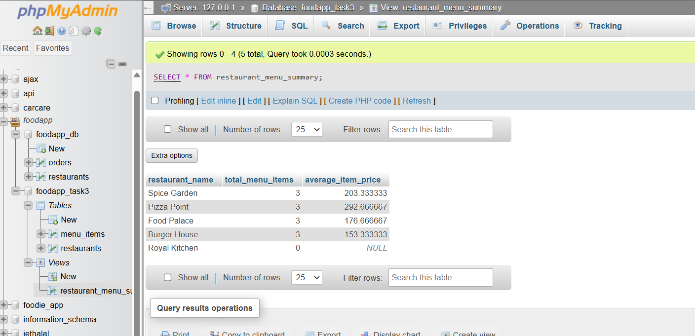 phpMyAdmin
Recent Favorites
ajax
api
carcare
foodapp
foodapp_db
New
orders
restaurants
foodapp_task3
Tables
New
menu_items
restaurants
Views
New
restaurant_menu_su
foodie_app
information_schema
jethalal
Server: 127.0.0.1 » Database: foodapp_task3 » View: restaurant_menu_summary
Browse Structure SQL Search Export Privileges Operations Tracking
Showing rows 0 - 4 (5 total, Query took 0.0003 seconds.)
SELECT * FROM restaurant_menu_summary;
Profiling [ Edit inline ] [ Edit ] [ Explain SQL ] [ Create PHP code ] [ Refresh ]
Show all Number of rows: 25 Filter rows: Search this table
Extra options
restaurant_name total_menu_items average_item_price
Spice Garden 3 203.333333
Pizza Point 3 292.666667
Food Palace 3 176.666667
Burger House 3 153.333333
Royal Kitchen 0 NULL
Show all Number of rows: 25 Filter rows: Search this table
Query results operations
Print Copy to clipboard Export Display chart Create view